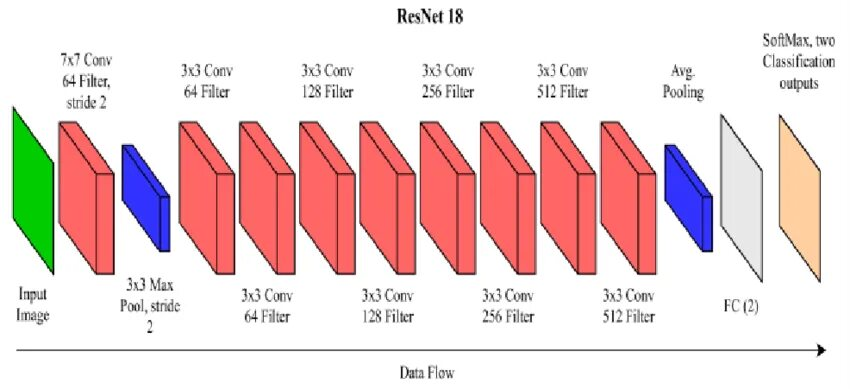 ResNet 18
7x7 Conv
64 Filter,
stride 2
3x3 Conv
64 Filter
3x3 Conv
128 Filter
3x3 Conv
256 Filter
3x3 Conv
512 Filter
Avg.
Pooling
SoftMax, two
Classification
outputs
Input
Image
3x3 Max
Pool, stride
2
3x3 Conv
64 Filter
3x3 Conv
128 Filter
3x3 Conv
256 Filter
3x3 Conv
512 Filter
FC (2)
Data Flow